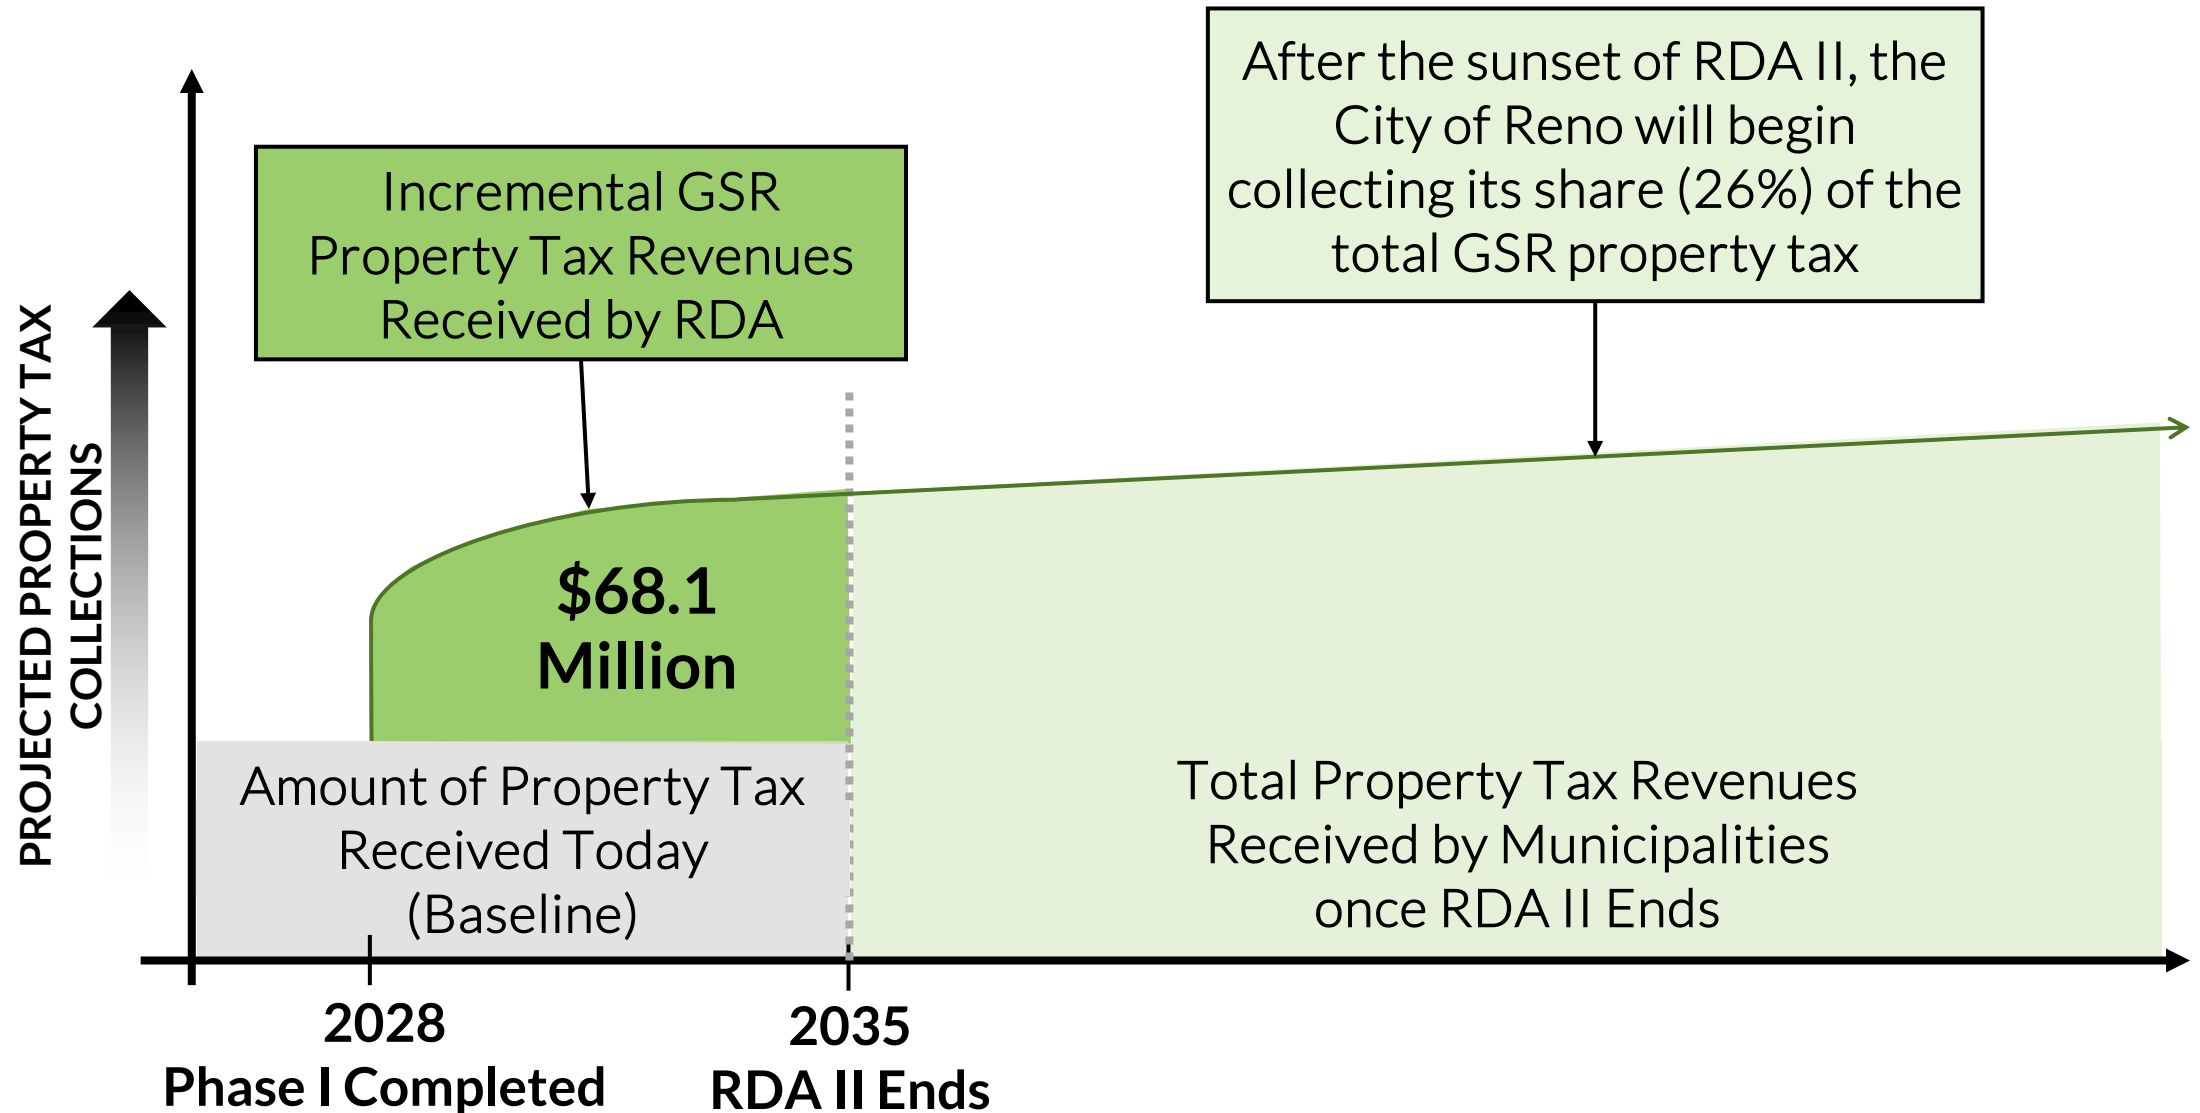 After the sunset of RDA II, the
City of Reno will begin
collecting its share (26%) of the
total GSR property tax
Incremental GSR
Property Tax Revenues
Received by RDA
PROJECTED PROPERTY TAX
COLLECTIONS
$68.1
Million
Amount of Property Tax
Received Today
(Baseline)
Total Property Tax Revenues
Received by Municipalities
once RDA II Ends
2028
Phase I Completed
2035
RDA II Ends